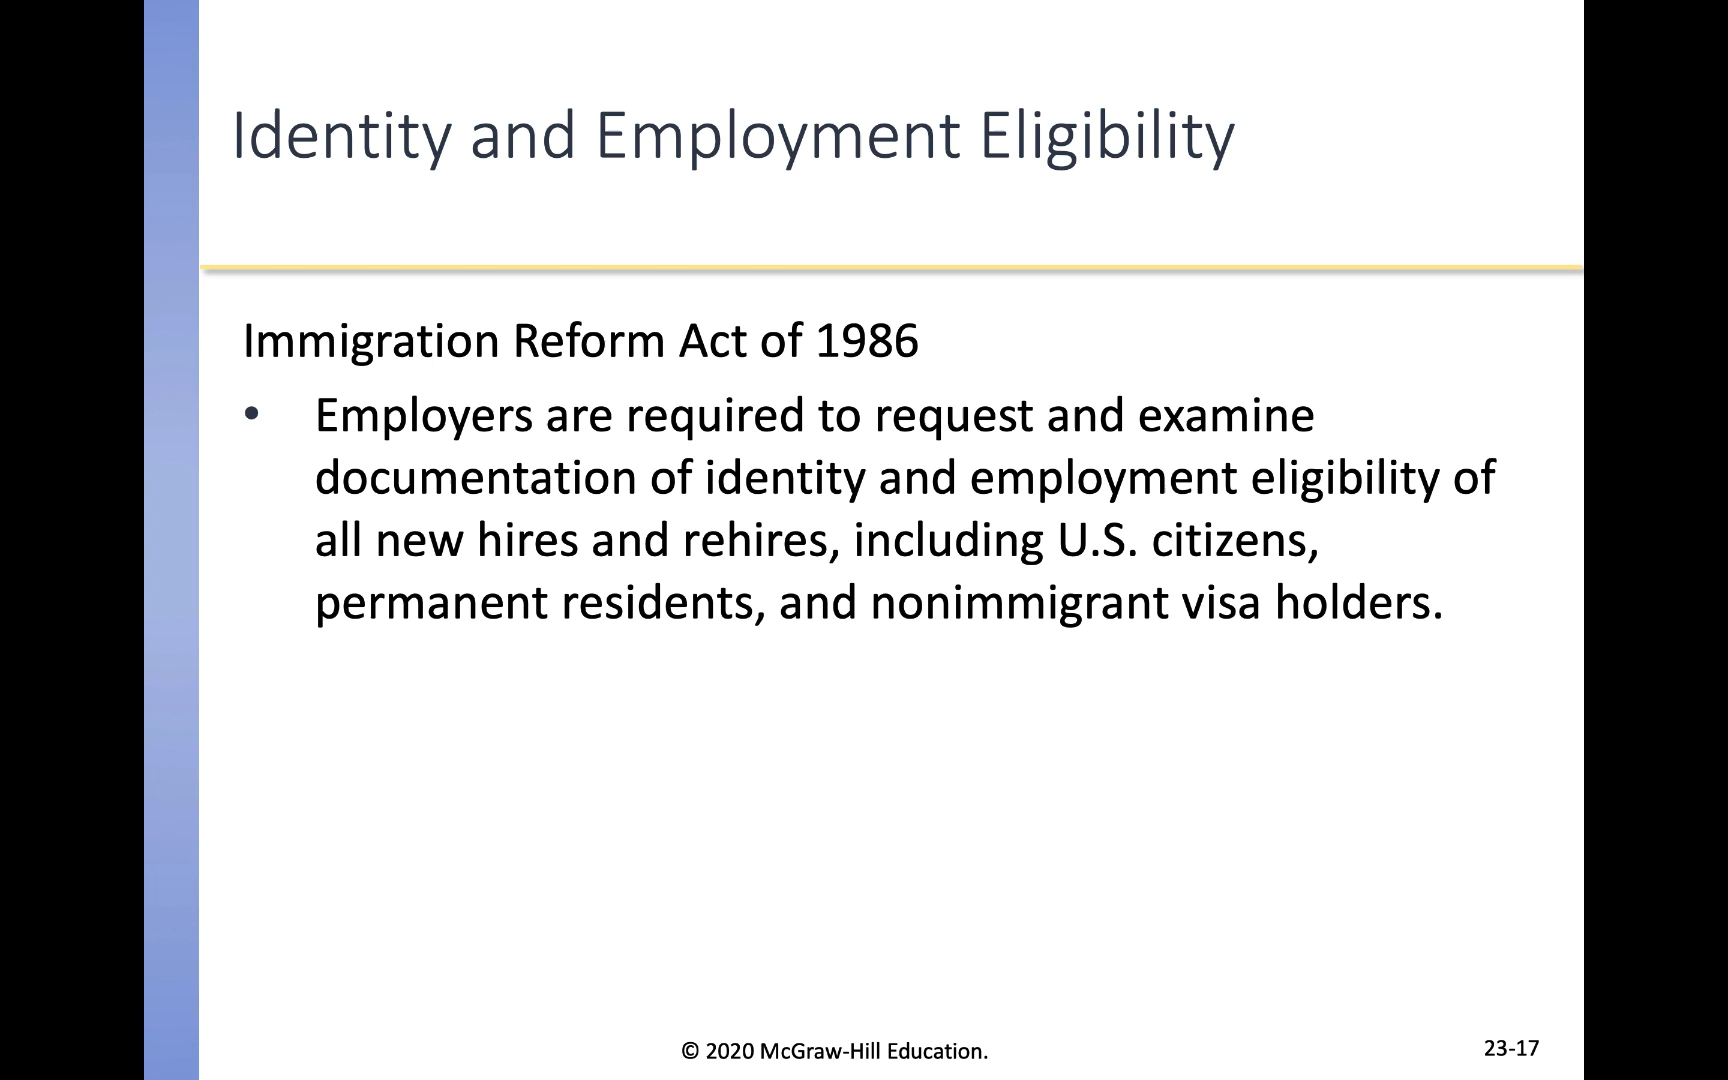 Identity and Employment Eligibility
Immigration Reform Act of 1986
• Employers are required to request and examine
documentation of identity and employment eligibility of
all new hires and rehires, including U.S. citizens,
permanent residents, and nonimmigrant visa holders.
© 2020 McGraw-Hill Education.
23-17